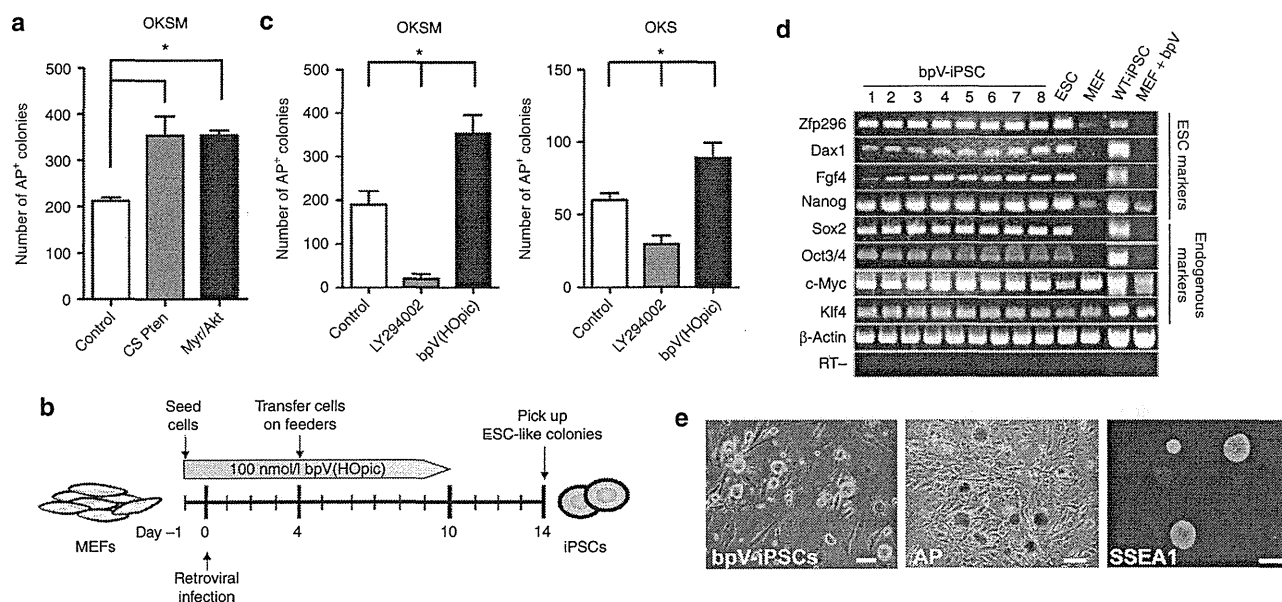 a
OKSM
*
Number of AP+ colonies
500
400
300
200
100
0
Control
CS Pten
Myr/Akt
c
OKSM
*
Number of AP+ colonies
500
400
300
200
100
0
Control
LY294002
bpV(HOpic)
OKS
*
Number of AP+ colonies
150
100
50
0
Control
LY294002
bpV(HOpic)
d
bpV-iPSC
1 2 3 4 5 6 7 8 ESC MEF WT-iPSC MEF + bpV
Zfp296
Dax1
Fgf4
Nanog
Sox2
Oct3/4
c-Myc
Klf4
β-Actin
RT–
ESC markers
Endogenous markers
b
Seed cells
Transfer cells on feeders
Pick up ESC-like colonies
100 nmol/l bpV(HOpic)
MEFs
Day –1 0 4 10 14
iPSCs
Retroviral infection
e
bpV-iPSCs
AP
SSEA1